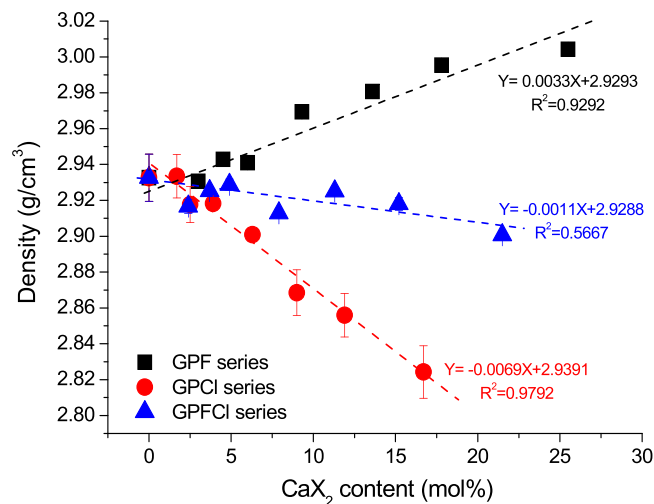 3.02
3.00
2.98
2.96
2.94
2.92
2.90
2.88
2.86
2.84
2.82
2.80
Density (g/cm³)
Y= 0.0033X+2.9293
R²=0.9292
Y= -0.0011X+2.9288
R²=0.5667
Y= -0.0069X+2.9391
R²=0.9792
GPF series
GPCl series
GPFCl series
0 5 10 15 20 25 30
CaX₂ content (mol%)